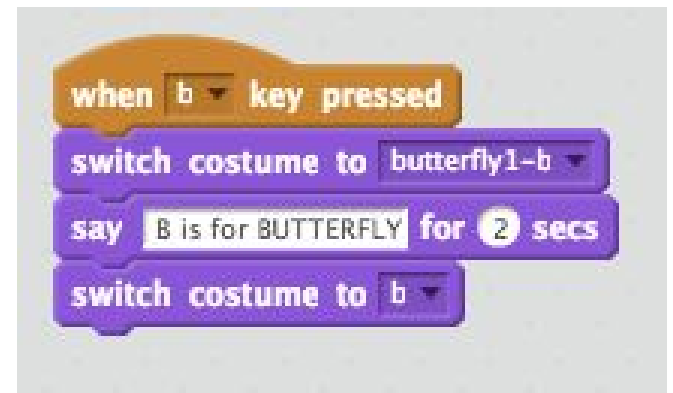 when b key pressed
switch costume to butterfly1-b
say B is for BUTTERFLY for 2 secs
switch costume to b